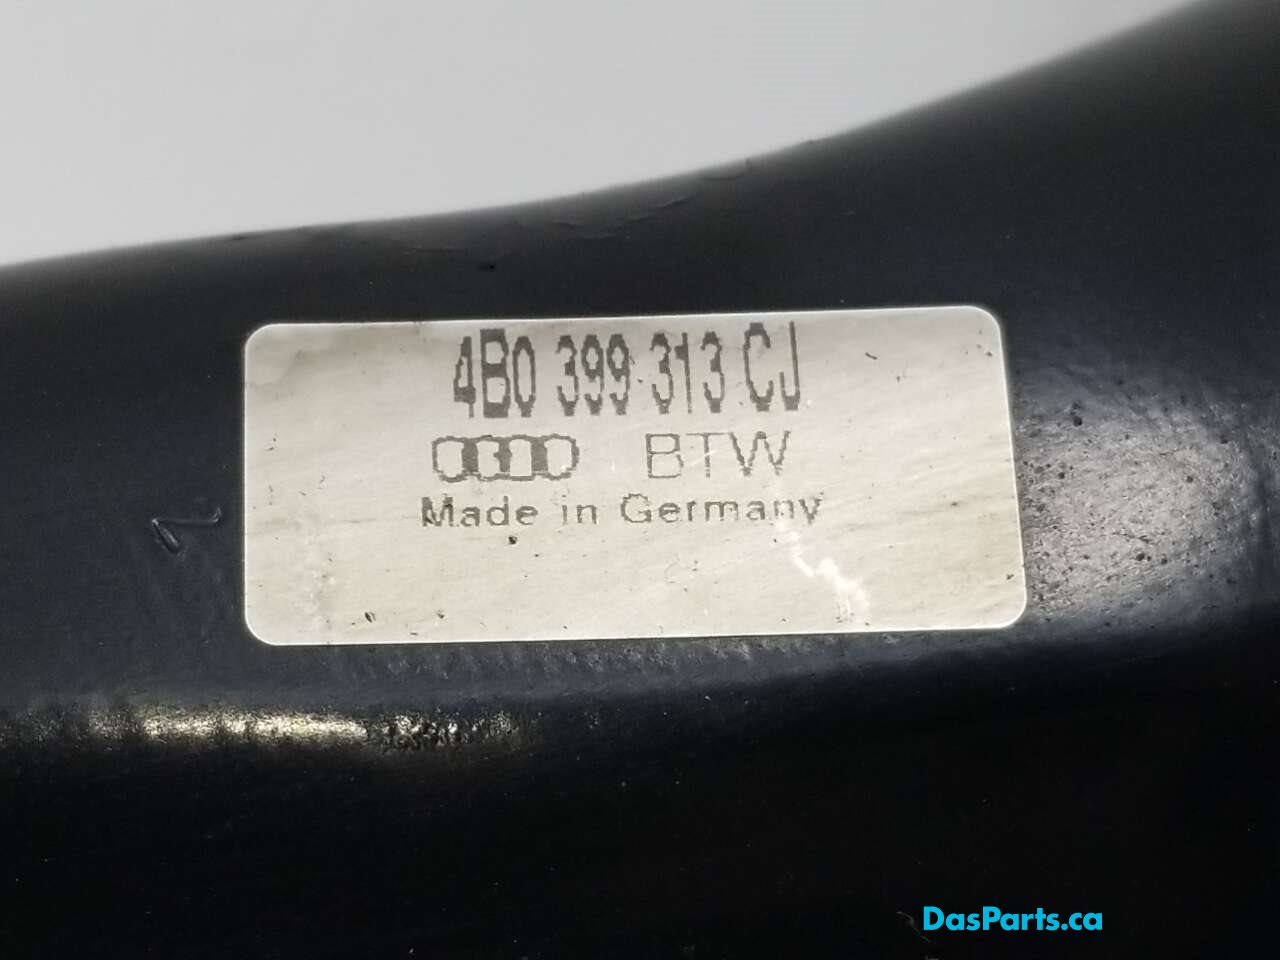 4B0 399 313 CJ
BTW
Made in Germany
DasParts.ca